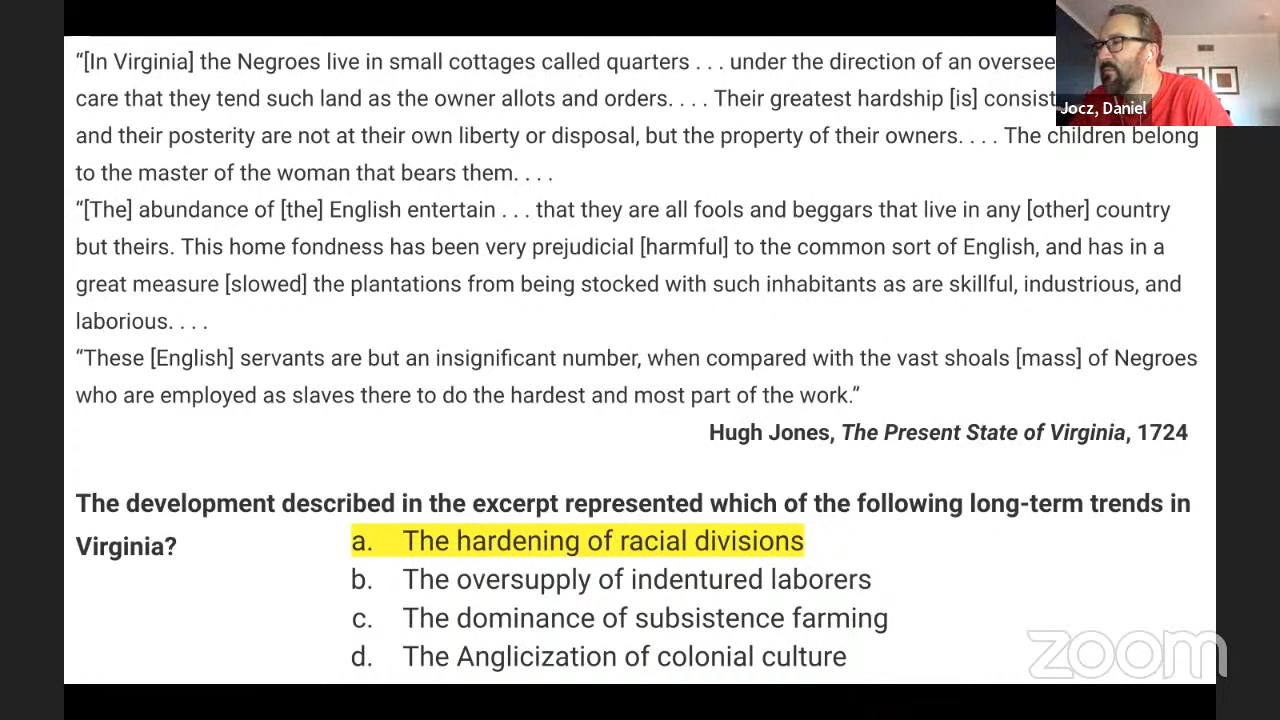 “[In Virginia] the Negroes live in small cottages called quarters . . . under the direction of an
care that they tend such land as the owner allots and orders. . . . Their greatest hardship [is]
and their posterity are not at their own liberty or disposal, but the property of their owners. . . . The children belong
to the master of the woman that bears them. . . .
“[The] abundance of [the] English entertain . . . that they are all fools and beggars that live in any [other] country
but theirs. This home fondness has been very prejudicial [harmful] to the common sort of English, and has in a
great measure [slowed] the plantations from being stocked with such inhabitants as are skillful, industrious, and
laborious. . . .
“These [English] servants are but an insignificant number, when compared with the vast shoals [mass] of Negroes
who are employed as slaves there to do the hardest and most part of the work.”
Hugh Jones, The Present State of Virginia, 1724
The development described in the excerpt represented which of the following long-term trends in
Virginia?
a. The hardening of racial divisions
b. The oversupply of indentured laborers
c. The dominance of subsistence farming
d. The Anglicization of colonial culture
Jocz, Daniel
zoom